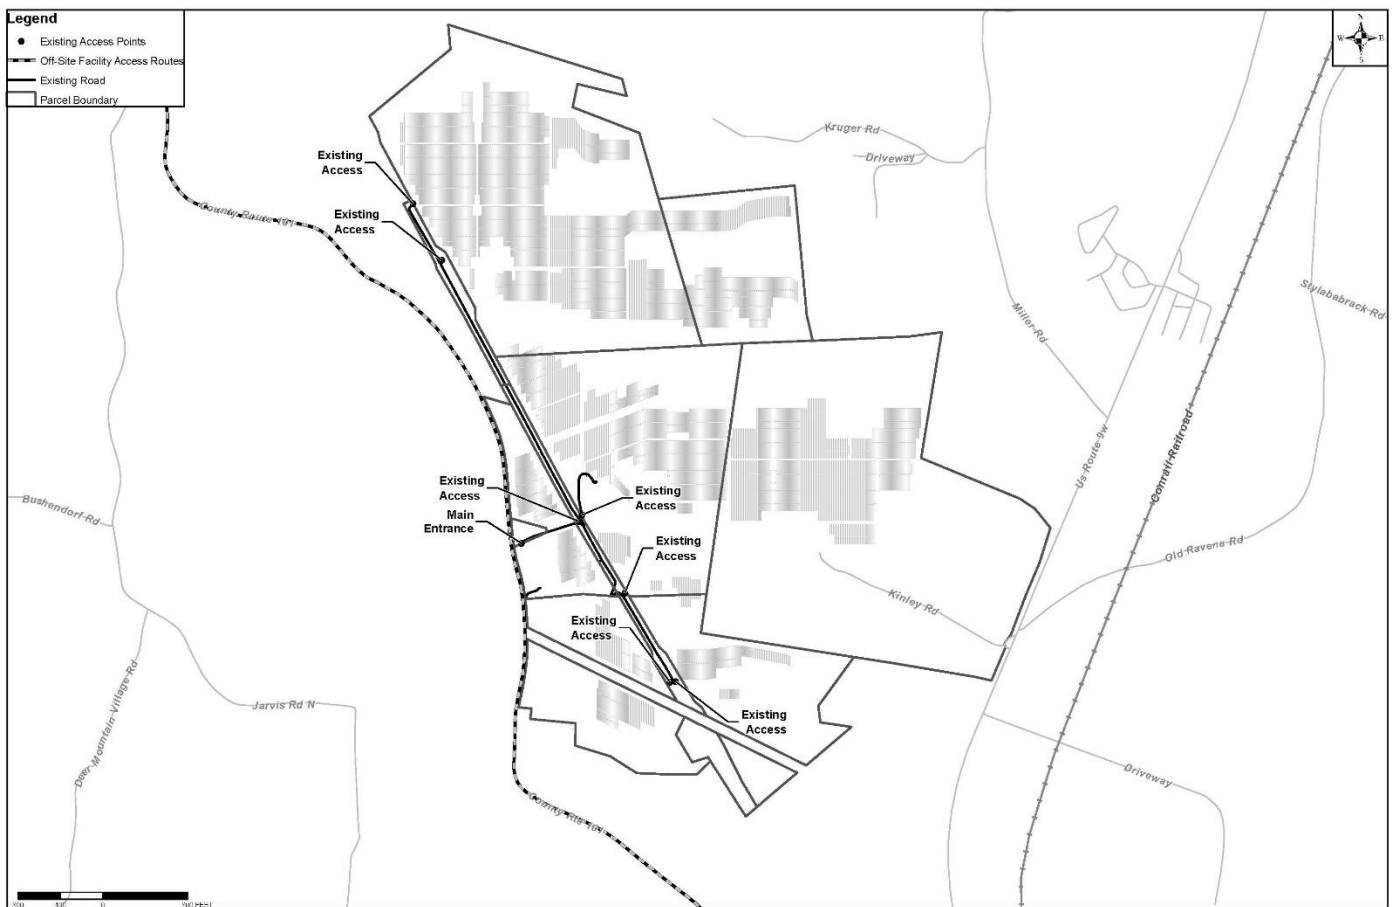 Legend
Existing Access Points
Off-Site Facility Access Routes
Existing Road
Parcel Boundary
N
W E
S
Kruger Rd
Driveway
Existing
Access
County Route 101
Existing
Access
Stylababrack Rd
Miller Rd
Us Route 9w
Conrail Railroad
Existing
Access
Existing
Access
Main
Entrance
Bushendorf Rd
Existing
Access
Old Ravena Rd
Kinley Rd
Existing
Access
Deer Mountain Village Rd
Jarvis Rd N
Existing
Access
Driveway
County Rte 101
0
FEET